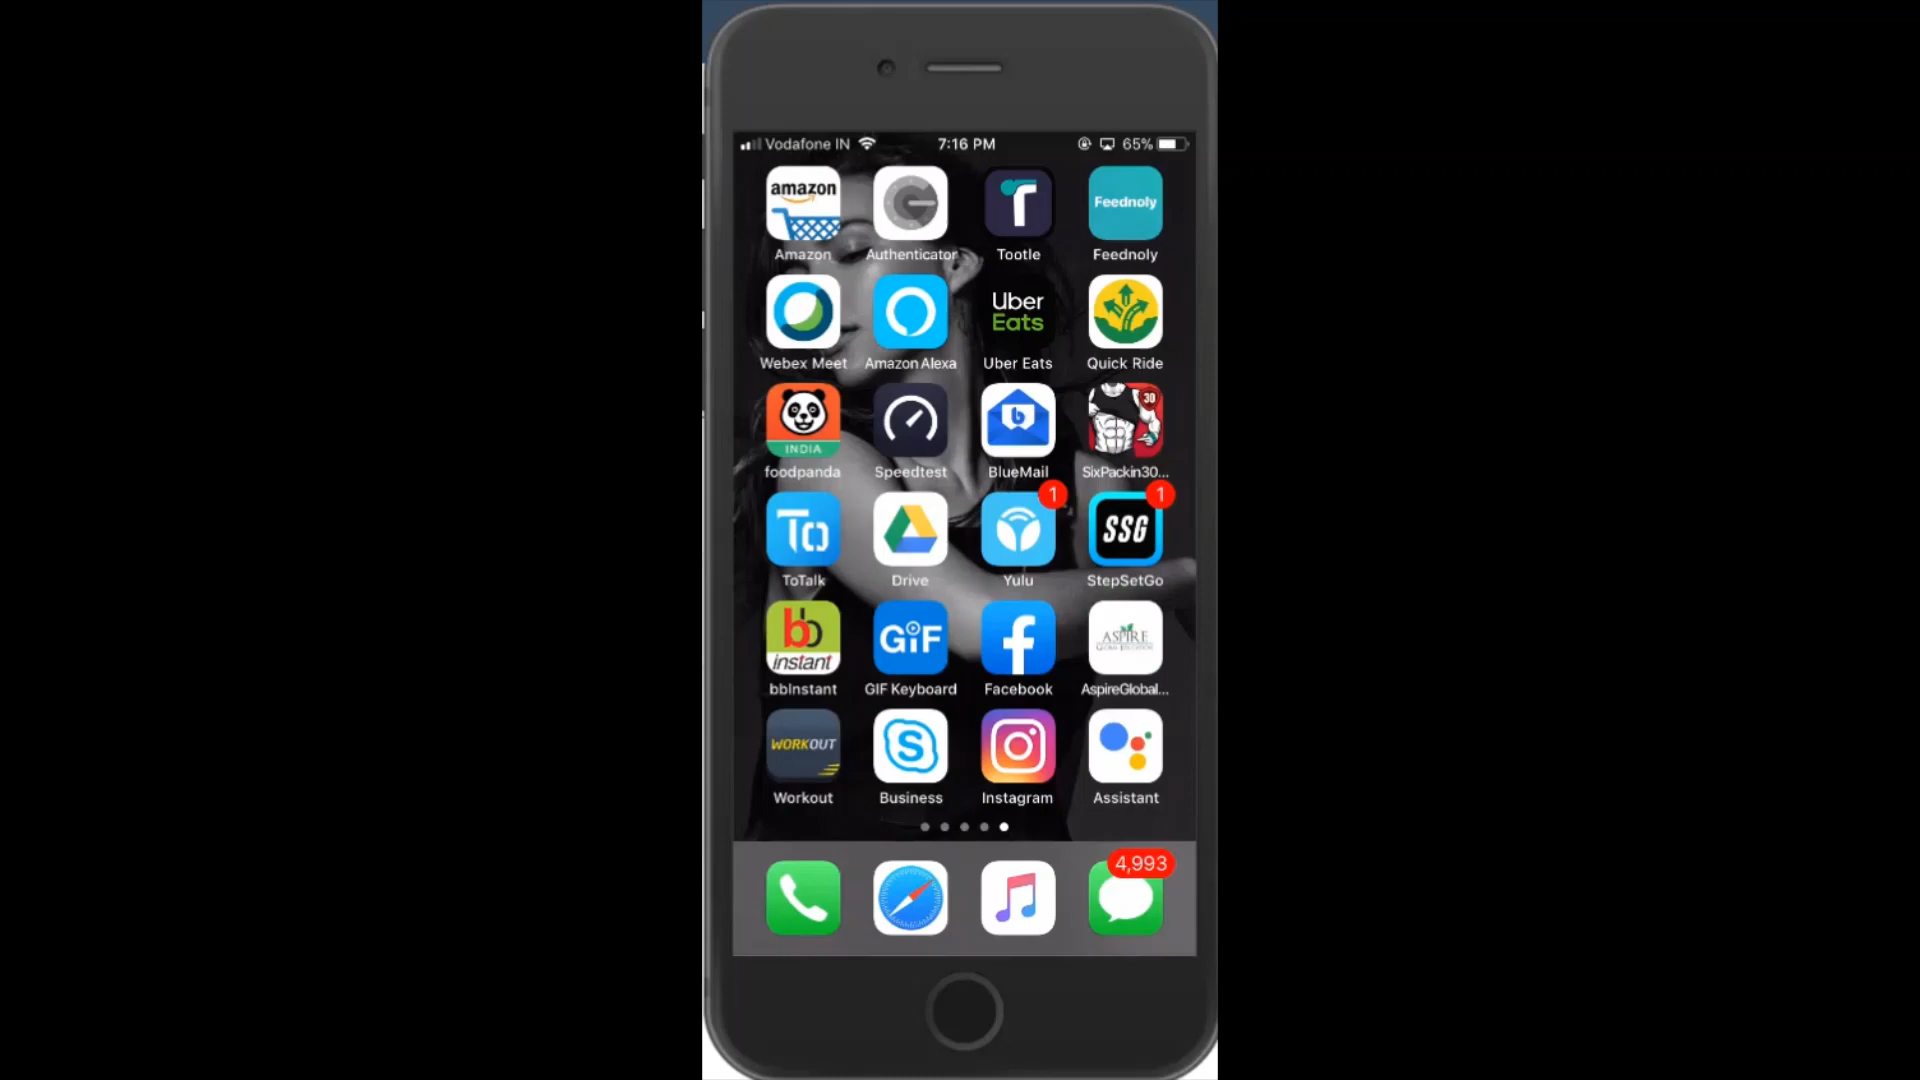 Vodafone IN 7:16 PM 65%
amazon Feednoly
Amazon Authenticator Tootle Feednoly
Uber
Eats
Webex Meet Amazon Alexa Uber Eats Quick Ride
30
INDIA
foodpanda Speedtest BlueMail SixPackin30...
1 1
To SSG
ToTalk Drive Yulu StepSetGo
bb GIF ASPIRE
instant
bbInstant GIF Keyboard Facebook AspireGlobal...
WORKOUT
Workout Business Instagram Assistant
4,993